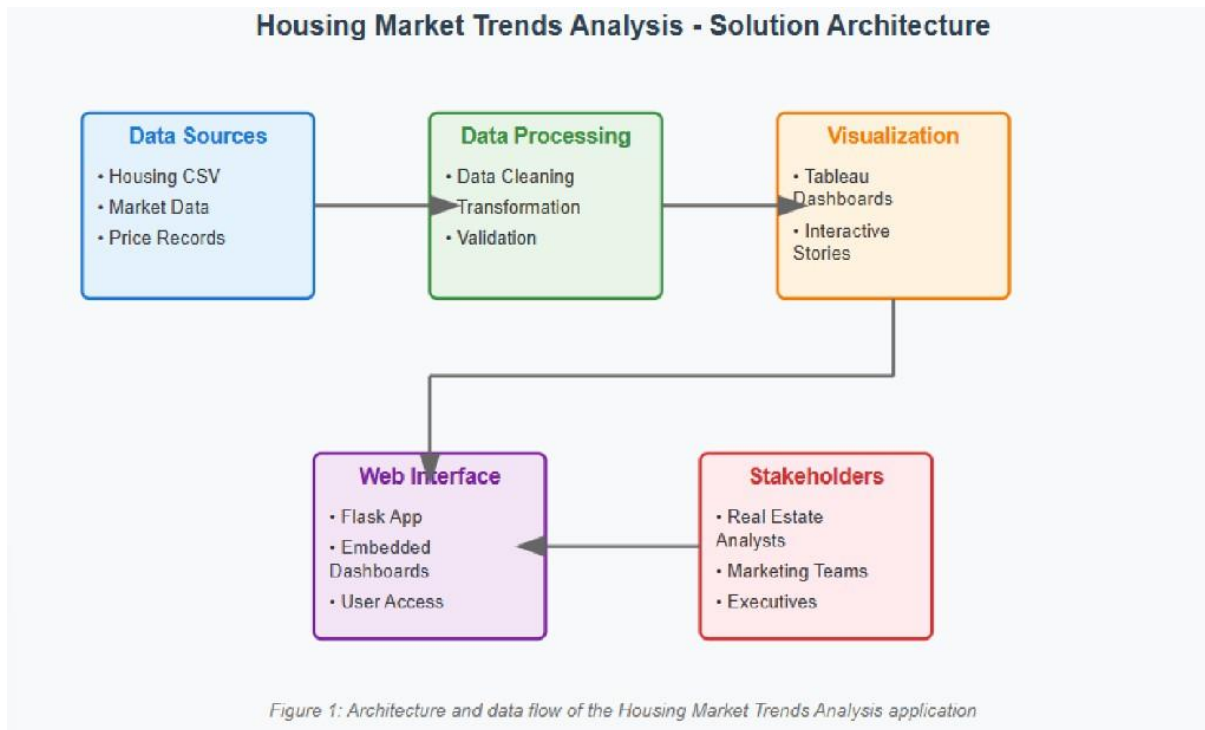 Housing Market Trends Analysis - Solution Architecture
Data Sources
• Housing CSV
• Market Data
• Price Records
Data Processing
• Data Cleaning
Transformation
• Validation
Visualization
• Tableau
Dashboards
• Interactive
Stories
Web Interface
• Flask App
• Embedded
Dashboards
• User Access
Stakeholders
• Real Estate
Analysts
• Marketing Teams
• Executives
Figure 1: Architecture and data flow of the Housing Market Trends Analysis application